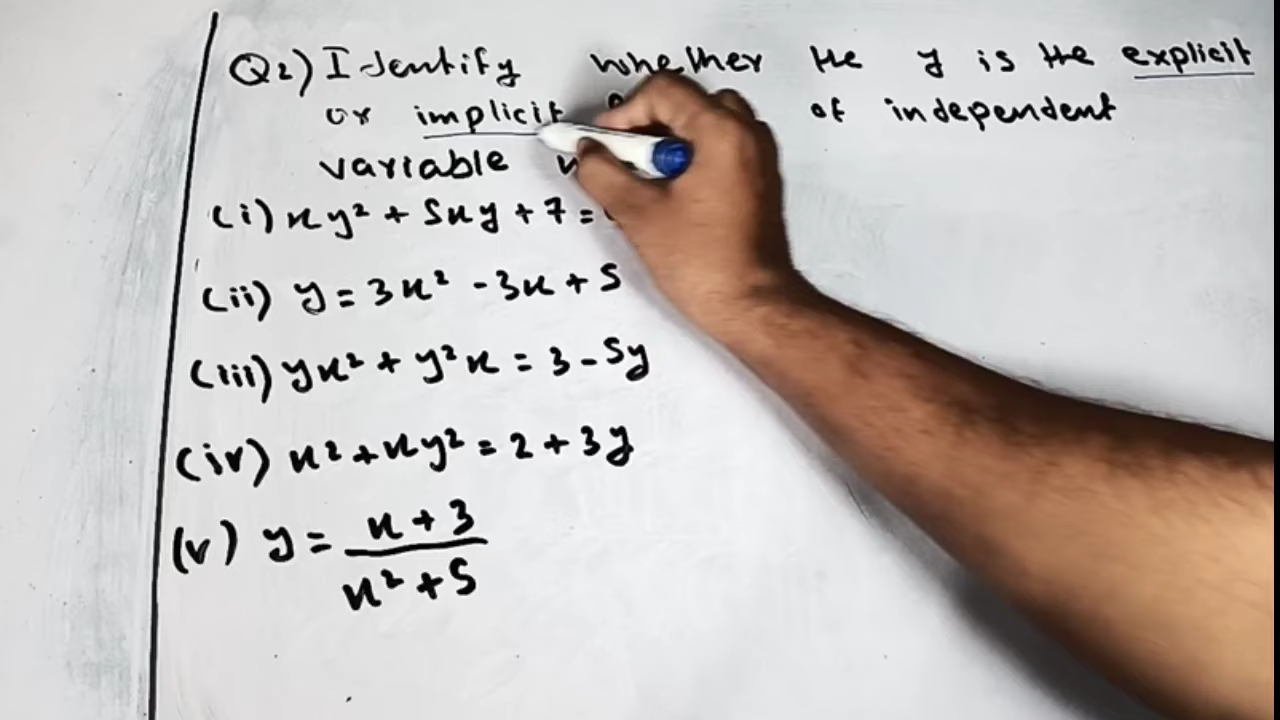 Q2) Identify whether the y is the explicit
or implicit of independent
variable
(i) xy² + 5xy + 7 =
(ii) y = 3x² - 3x + 5
(iii) yx² + y²x = 3 - 5y
(iv) x² + xy² = 2 + 3y
(v) y = x + 3
x² + 5